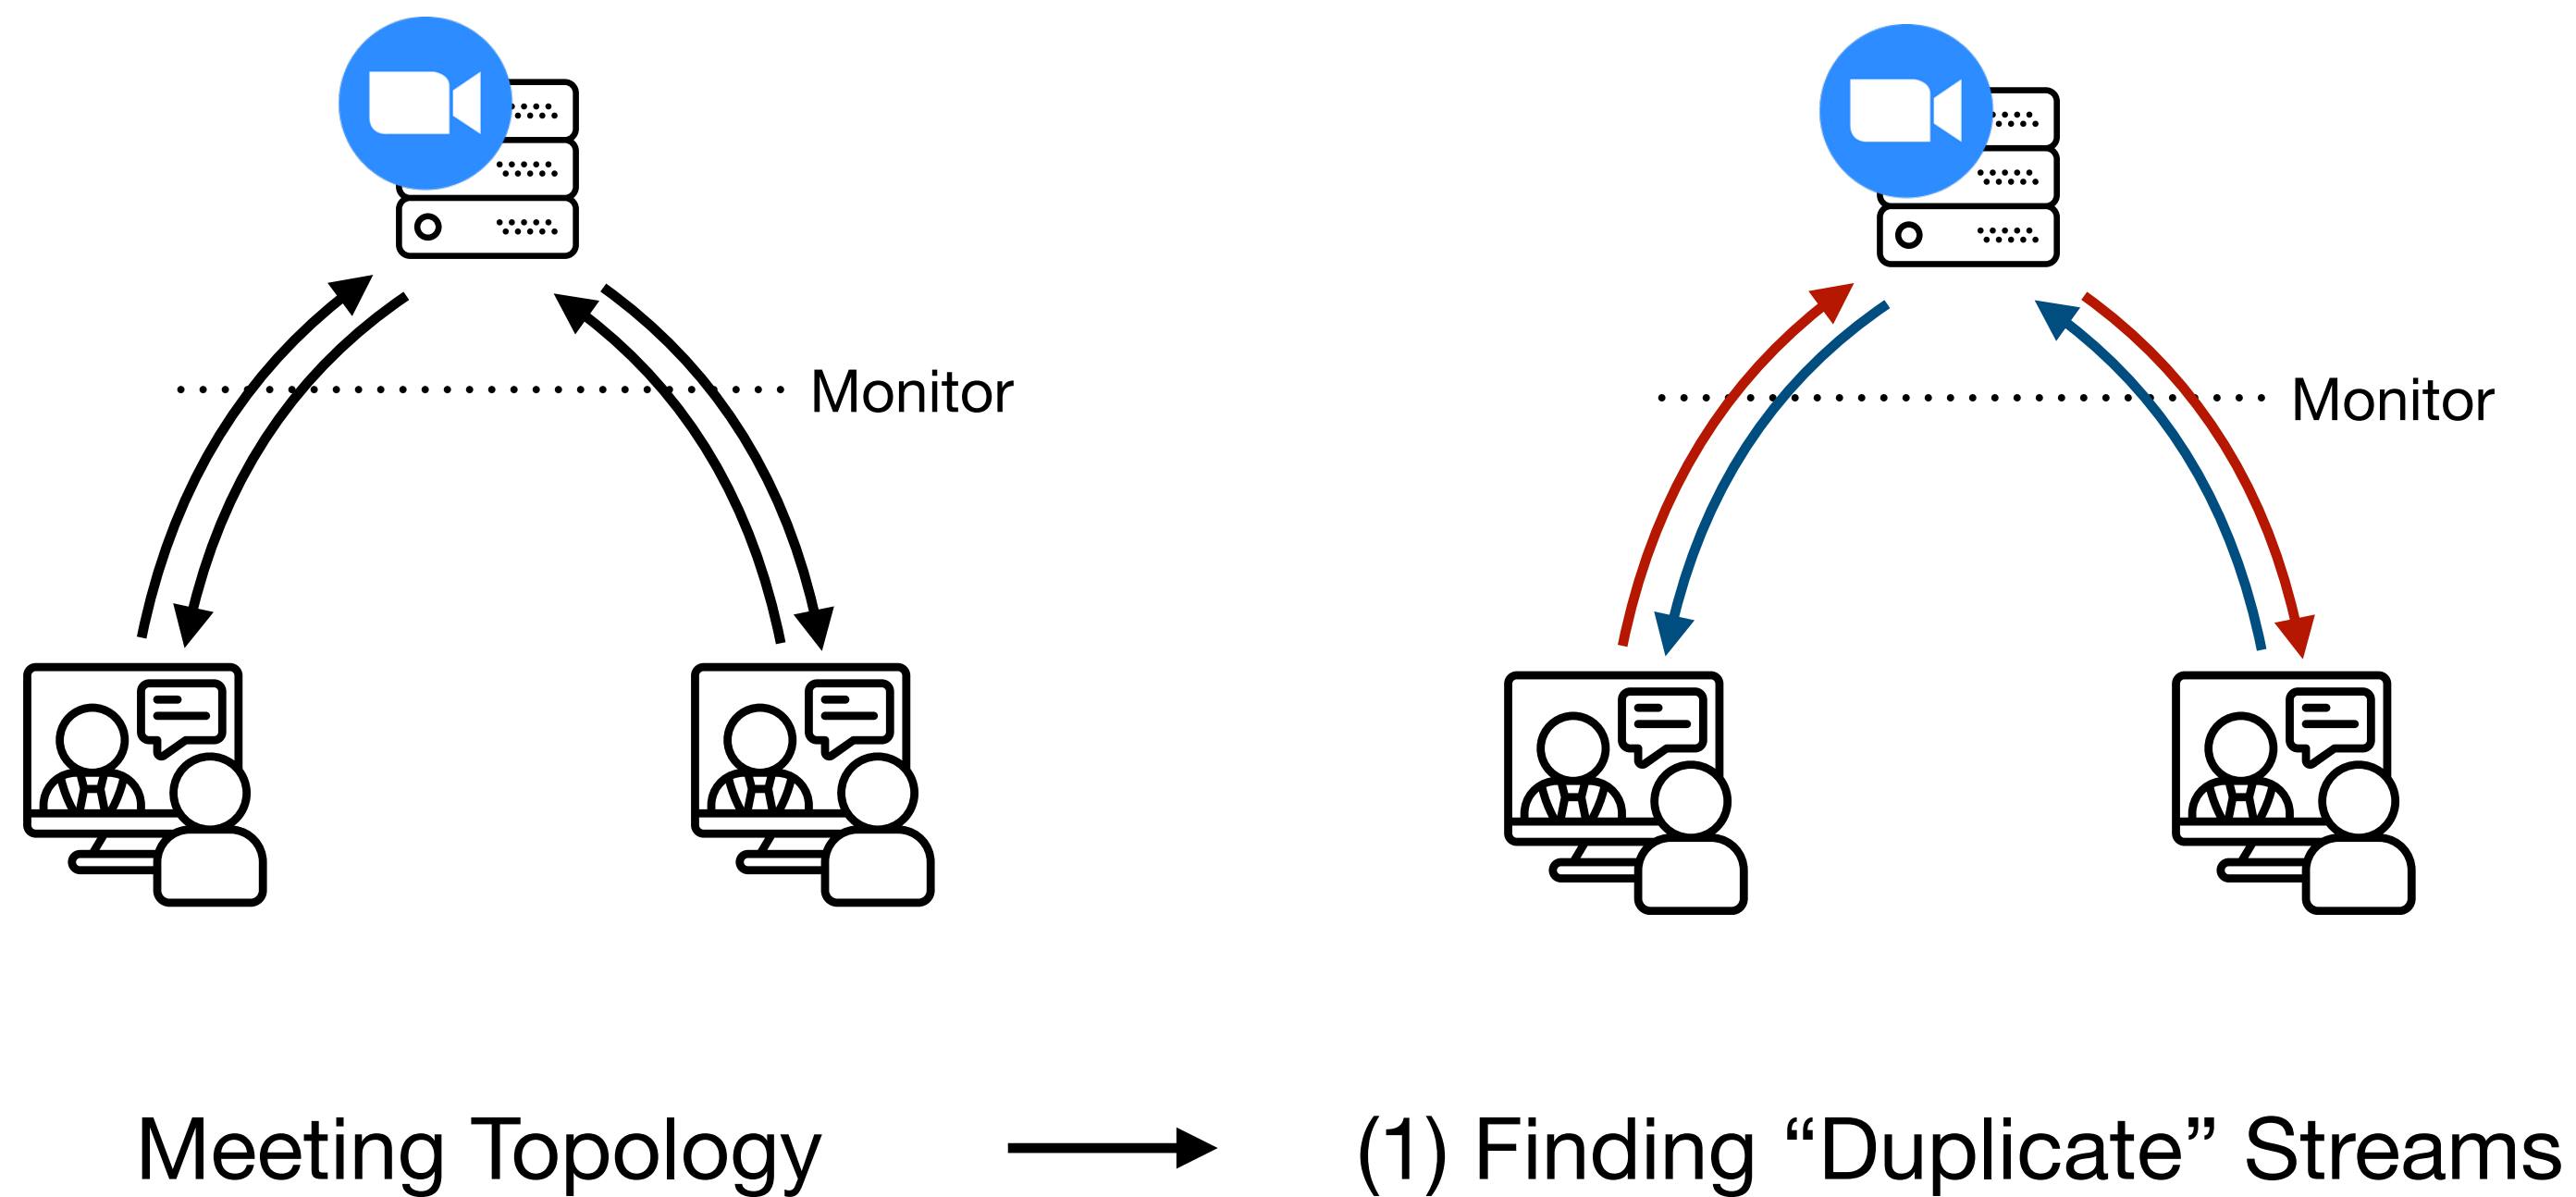 Monitor
Monitor
Meeting Topology
(1) Finding “Duplicate” Streams